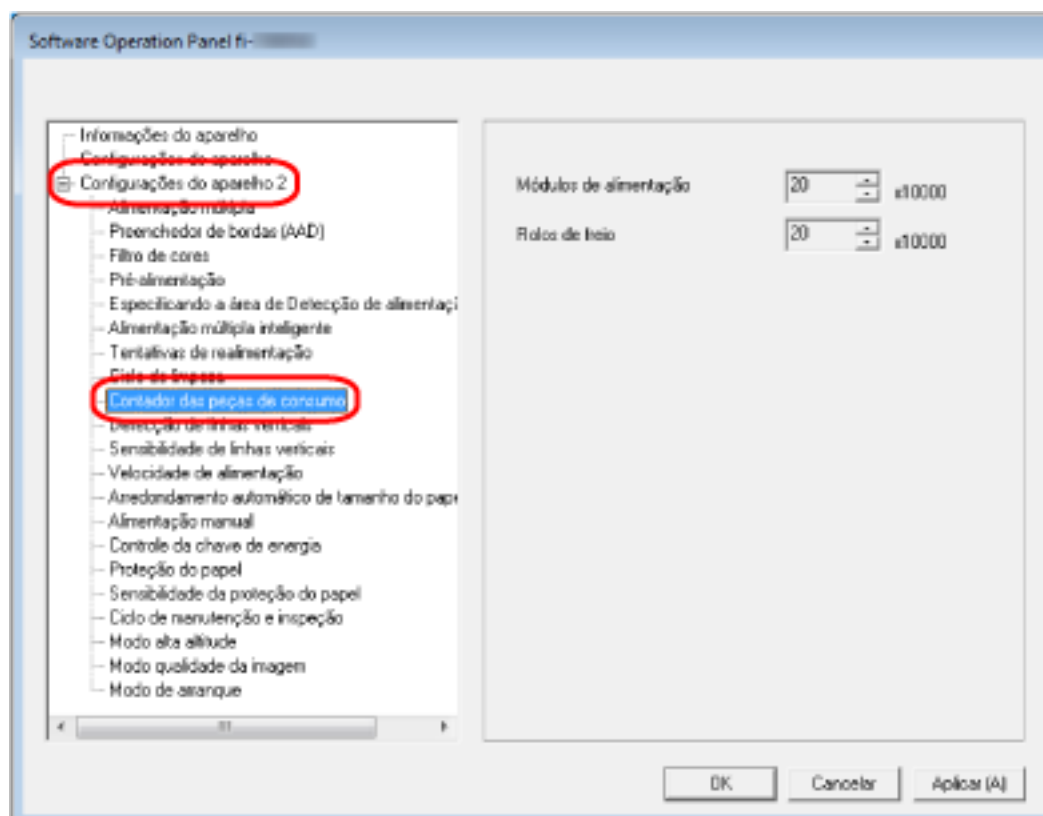 Software Operation Panel fi-
Informações do aparelho
Configurações do aparelho
Configurações do aparelho 2
Alimentação múltipla
Preenchedor de bordas (AAD)
Filtro de cores
Pré-alimentação
Especificando a área de Detecção de alimentaçã
Alimentação múltipla inteligente
Tentativas de realimentação
Ciclo de limpeza
Contador das peças de consumo
Detecção de linhas verticais
Sensibilidade de linhas verticais
Velocidade de alimentação
Arredondamento automático de tamanho do pape
Alimentação manual
Controle da chave de energia
Proteção do papel
Sensibilidade da proteção do papel
Ciclo de manutenção e inspeção
Modo alta altitude
Modo qualidade da imagem
Modo de arranque
Módulos de alimentação 20 x10000
Rolos de freio 20 x10000
OK Cancelar Aplicar (A)